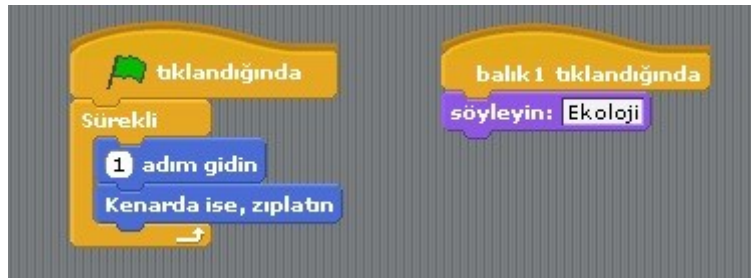 tıklandığında
Sürekli
1 adım gidin
Kenarda ise, zıplatın
balık1 tıklandığında
söyleyin: Ekoloji